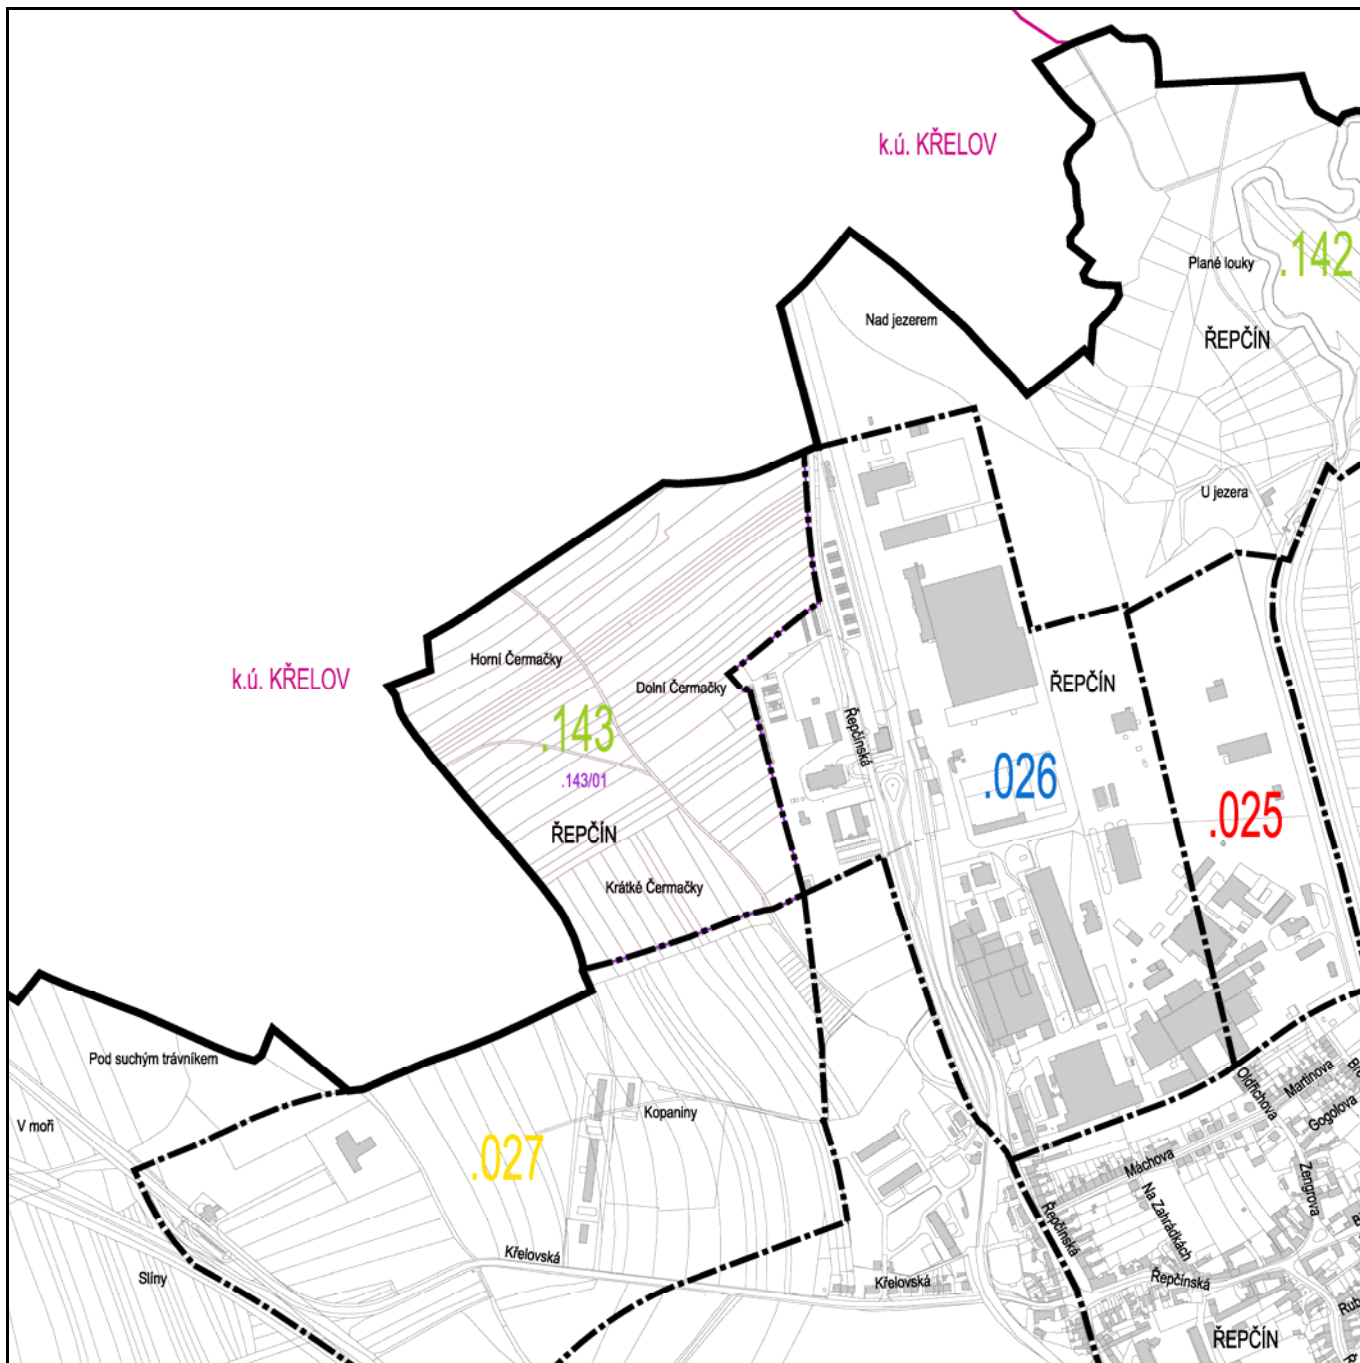 k.ú. KŘELOV
Plané louky
.142
Nad jezerem
ŘEPČÍN
U jezera
Horní Čermačky
k.ú. KŘELOV
Dolní Čermačky
ŘEPČÍN
Řepčínská
.143
.143/01
.026
.025
ŘEPČÍN
Krátké Čermačky
Pod suchým trávníkem
V moři
Kopaniny
.027
Oldřichova
Martinova
Gogolova
Máchova
Zengrova
Na Zahrádkách
Řepčínská
Křelovská
Slíny
Křelovská
Řepčínská
ŘEPČÍN